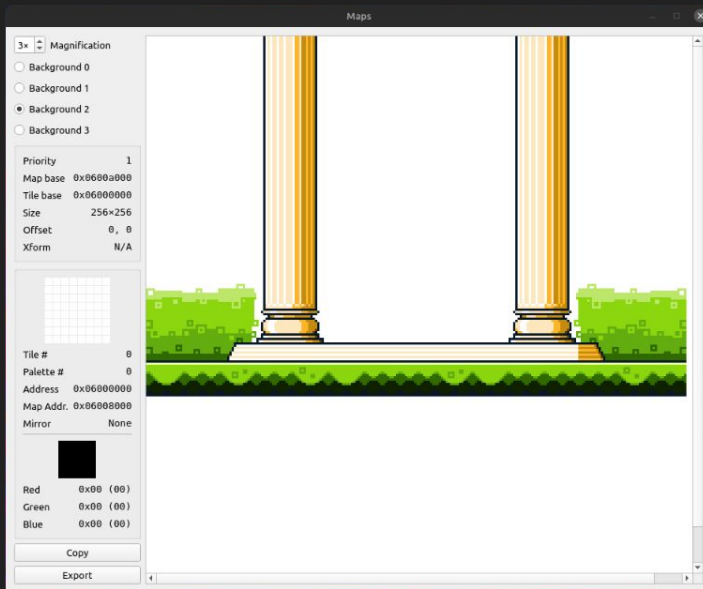 Maps
3× Magnification
Background 0
Background 1
Background 2
Background 3
Priority 1
Map base 0x0600a000
Tile base 0x06000000
Size 256×256
Offset 0, 0
Xform N/A
Tile # 0
Palette # 0
Address 0x06000000
Map Addr. 0x06008000
Mirror None
Red 0x00 (00)
Green 0x00 (00)
Blue 0x00 (00)
Copy
Export